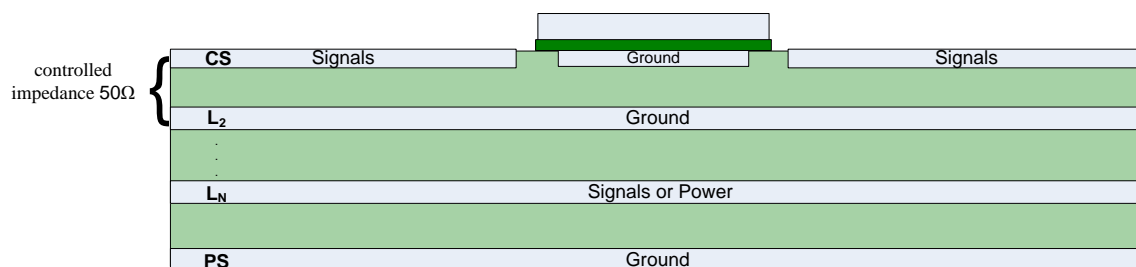 CS Signals Ground Signals
controlled
impedance 50Ω
L₂ Ground
.
.
.
Lₙ Signals or Power
PS Ground